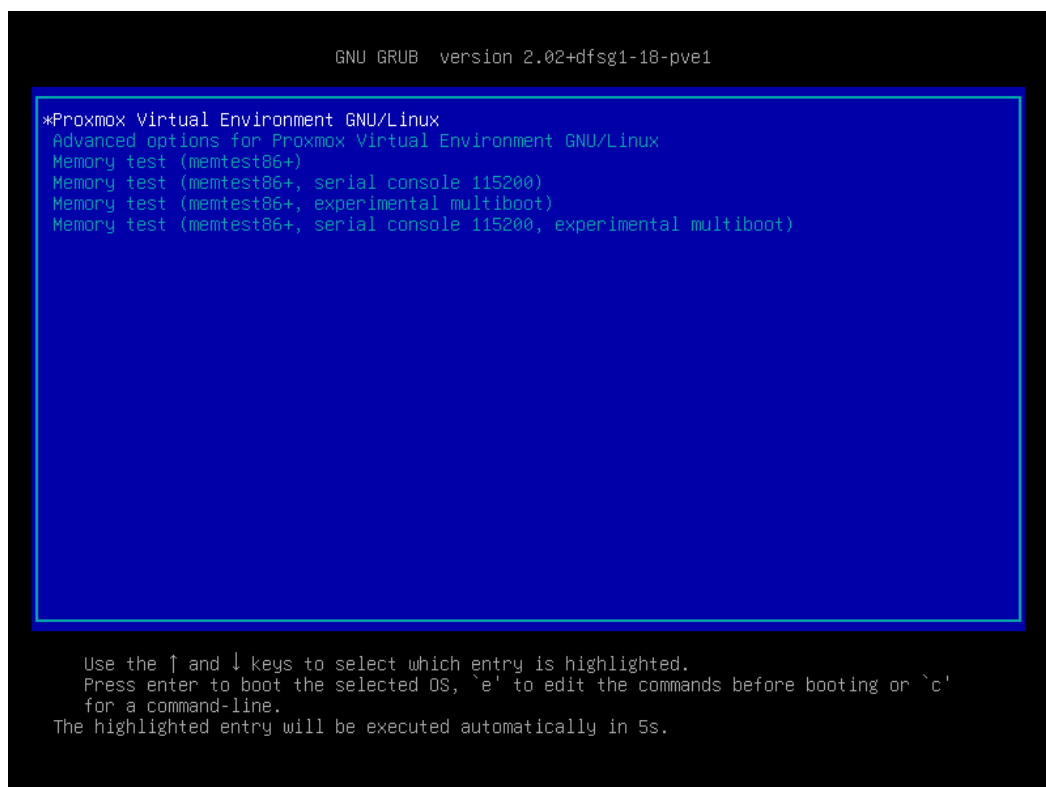 GNU GRUB  version 2.02+dfsg1-18-pve1
*Proxmox Virtual Environment GNU/Linux
Advanced options for Proxmox Virtual Environment GNU/Linux
Memory test (memtest86+)
Memory test (memtest86+, serial console 115200)
Memory test (memtest86+, experimental multiboot)
Memory test (memtest86+, serial console 115200, experimental multiboot)
Use the ↑ and ↓ keys to select which entry is highlighted.
Press enter to boot the selected OS, `e' to edit the commands before booting or `c'
for a command-line.
The highlighted entry will be executed automatically in 5s.